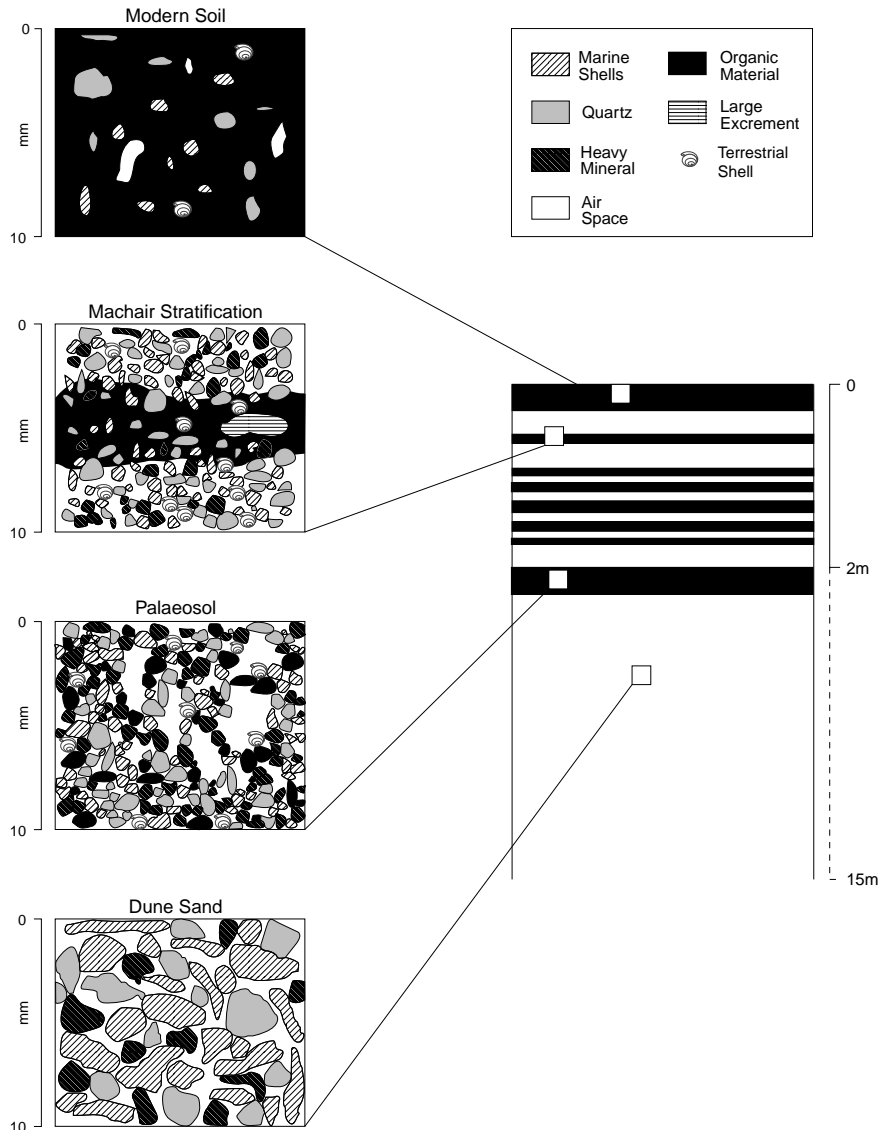 Modern Soil
0
mm
10
Marine
Shells
Organic
Material
Quartz
Large
Excrement
Heavy
Mineral
Terrestrial
Shell
Air
Space
Machair Stratification
0
mm
10
0
2m
15m
Palaeosol
0
mm
10
Dune Sand
0
mm
10